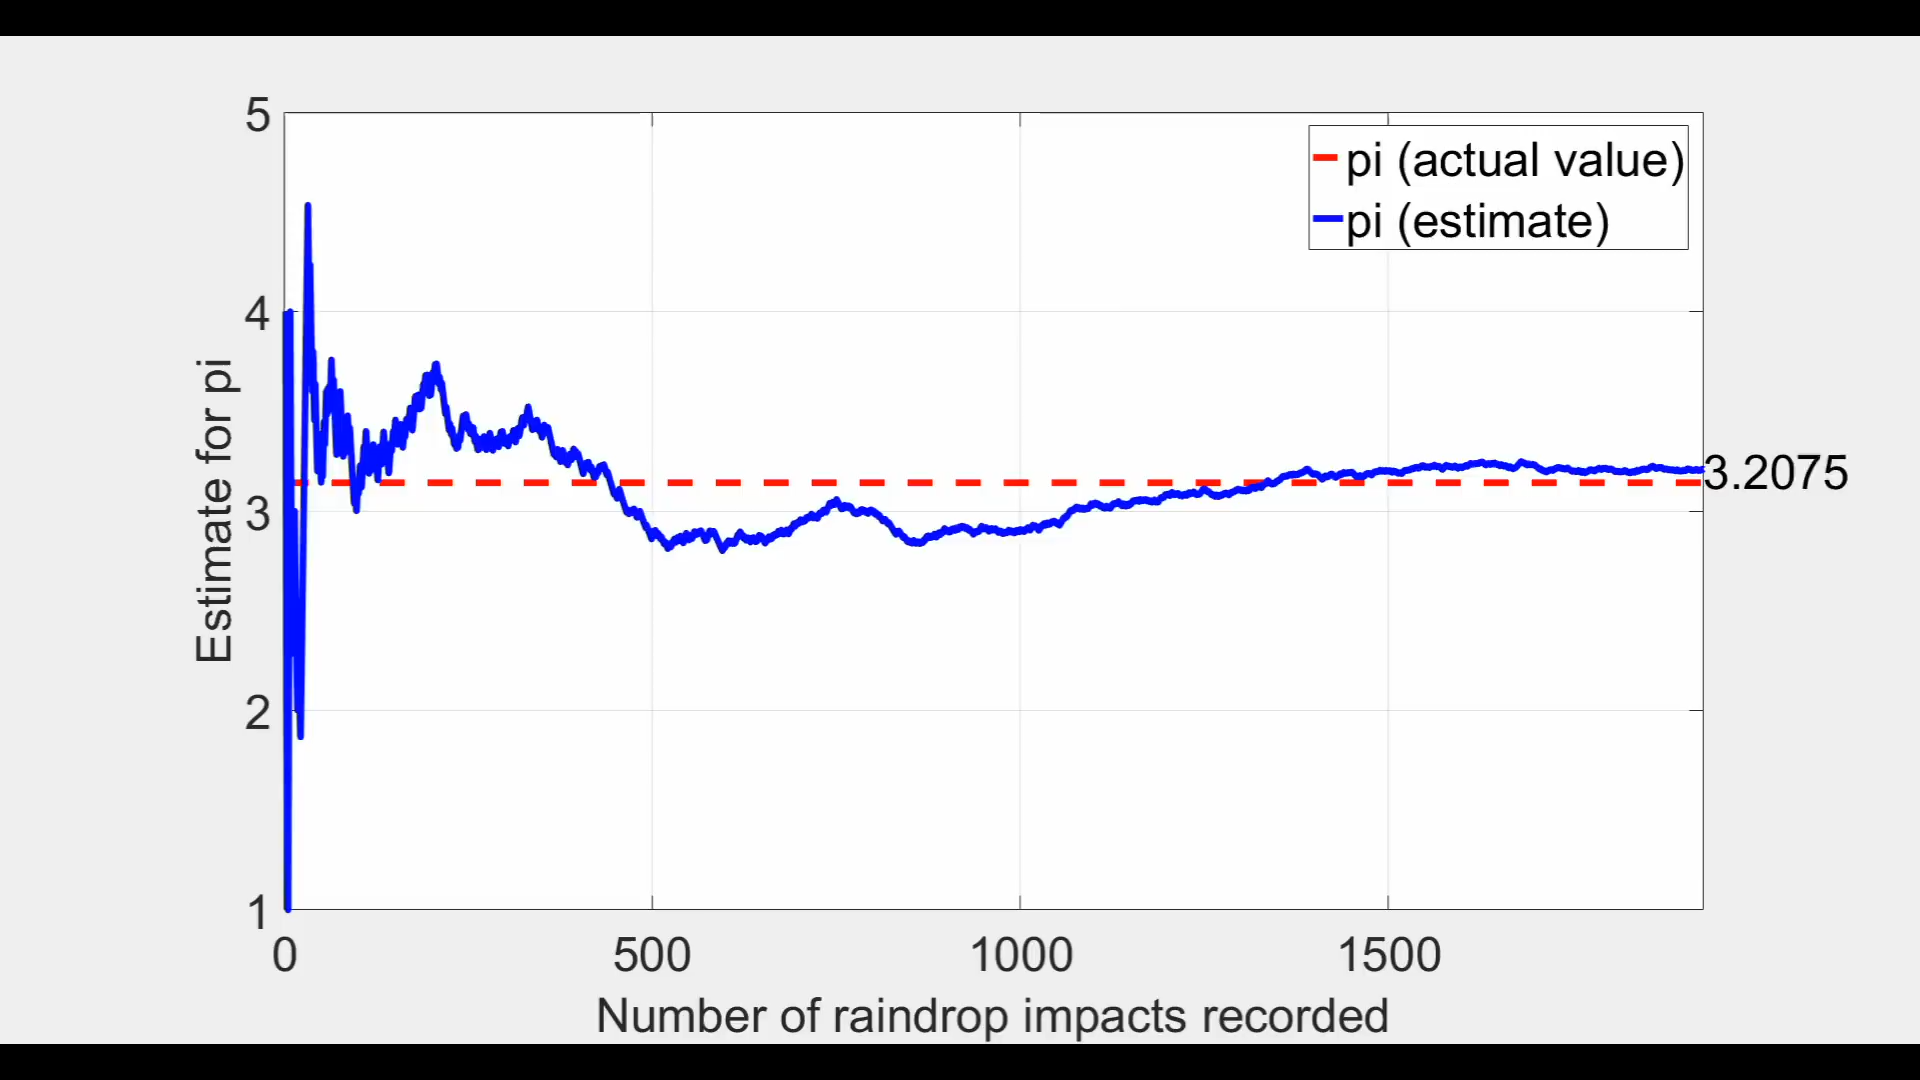 5
4
3
2
1
Estimate for pi
pi (actual value)
pi (estimate)
3.2075
0 500 1000 1500
Number of raindrop impacts recorded